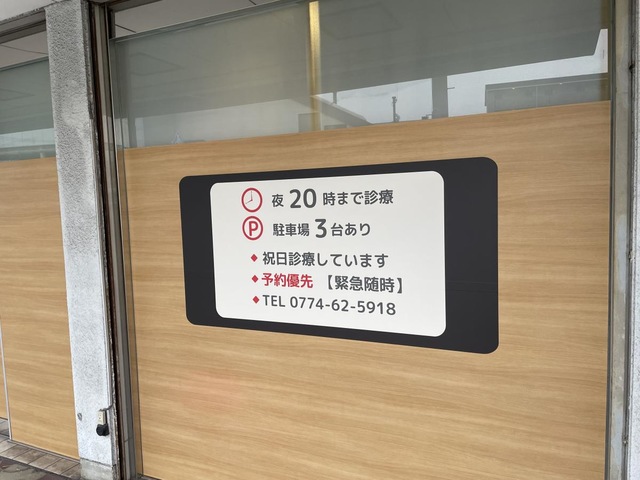 夜 20 時まで診療
P 駐車場 3 台あり
◆ 祝日診療しています
◆ 予約優先 【緊急随時】
◆ TEL 0774-62-5918